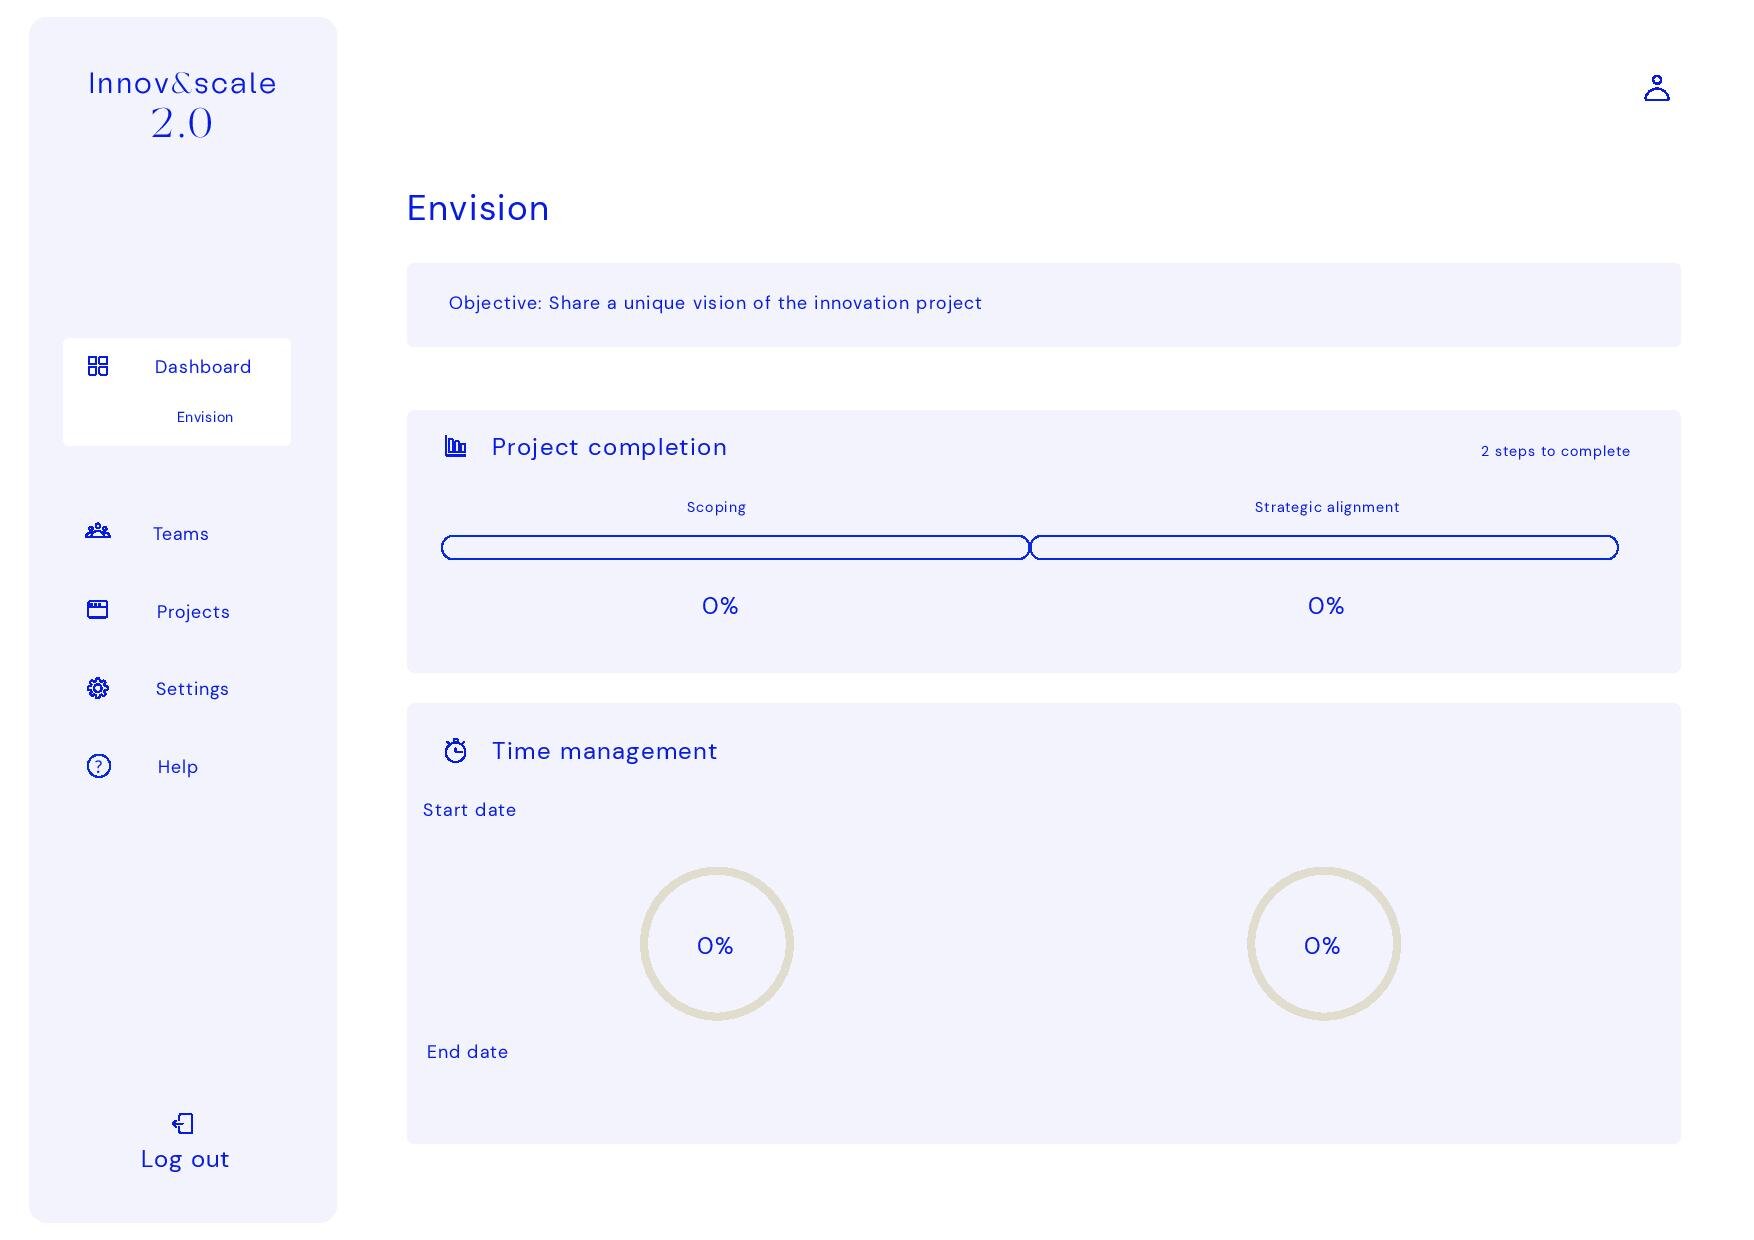 Innov&scale
2.0
Dashboard
Envision
Teams
Projects
Settings
? Help
Log out
Envision
Objective: Share a unique vision of the innovation project
Project completion
2 steps to complete
Scoping
Strategic alignment
0%
0%
Time management
Start date
0%
0%
End date